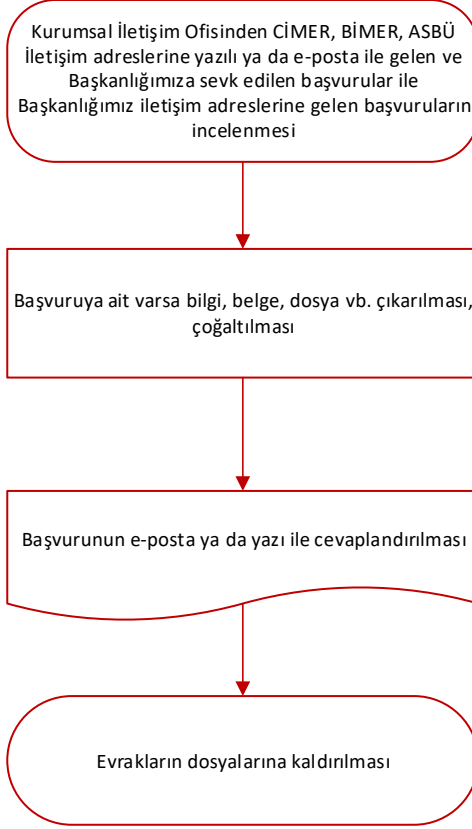 Kurumsal İletişim Ofisinden CİMER, BİMER, ASBÜ
İletişim adreslerine yazılı ya da e-posta ile gelen ve
Başkanlığımıza sevk edilen başvurular ile
Başkanlığımız iletişim adreslerine gelen başvuruların
incelenmesi
Başvuruya ait varsa bilgi, belge, dosya vb. çıkarılması,
çoğaltılması
Başvurunun e-posta ya da yazı ile cevaplandırılması
Evrakların dosyalarına kaldırılması